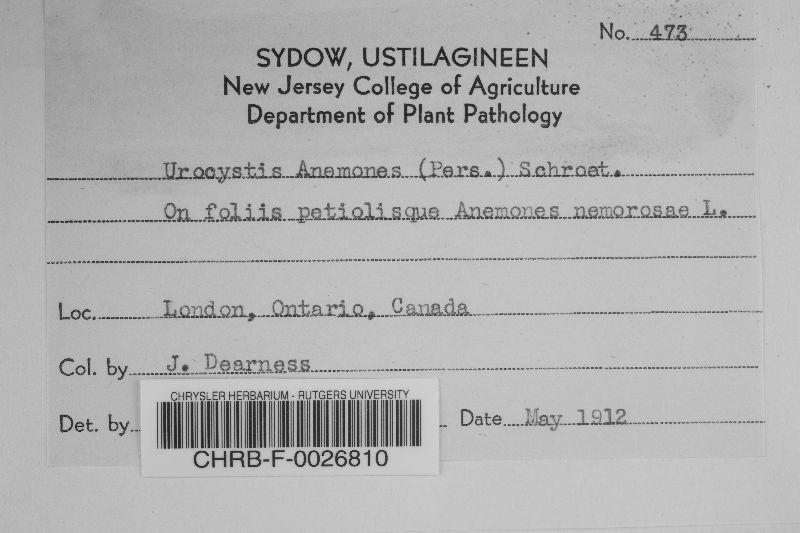 No. 473
SYDOW, USTILAGINEEN
New Jersey College of Agriculture
Department of Plant Pathology
Urocystis Anemones (Pers.) Schroet.
On foliis petiolisque Anemones nemorosae L.
Loc. London, Ontario, Canada
Col. by J. Dearness
Det. by
Date May 1912
CHRYSLER HERBARIUM - RUTGERS UNIVERSITY
CHRB-F-0026810